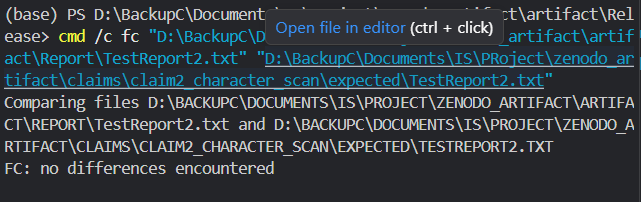 (base) PS D:\BackupC\Document
artifact\artifact\Rel
Open file in editor (ctrl + click)
ease> cmd /c fc "D:\BackupC\D
_artifact\artif
act\Report\TestReport2.txt" "D:\BackupC\Documents\IS\PRoject\zenodo_ar
tifact\claims\claim2_character_scan\expected\TestReport2.txt"
Comparing files D:\BACKUPC\DOCUMENTS\IS\PROJECT\ZENODO_ARTIFACT\ARTIFA
CT\REPORT\TestReport2.txt and D:\BACKUPC\DOCUMENTS\IS\PROJECT\ZENODO_A
RTIFACT\CLAIMS\CLAIM2_CHARACTER_SCAN\EXPECTED\TESTREPORT2.TXT
FC: no differences encountered